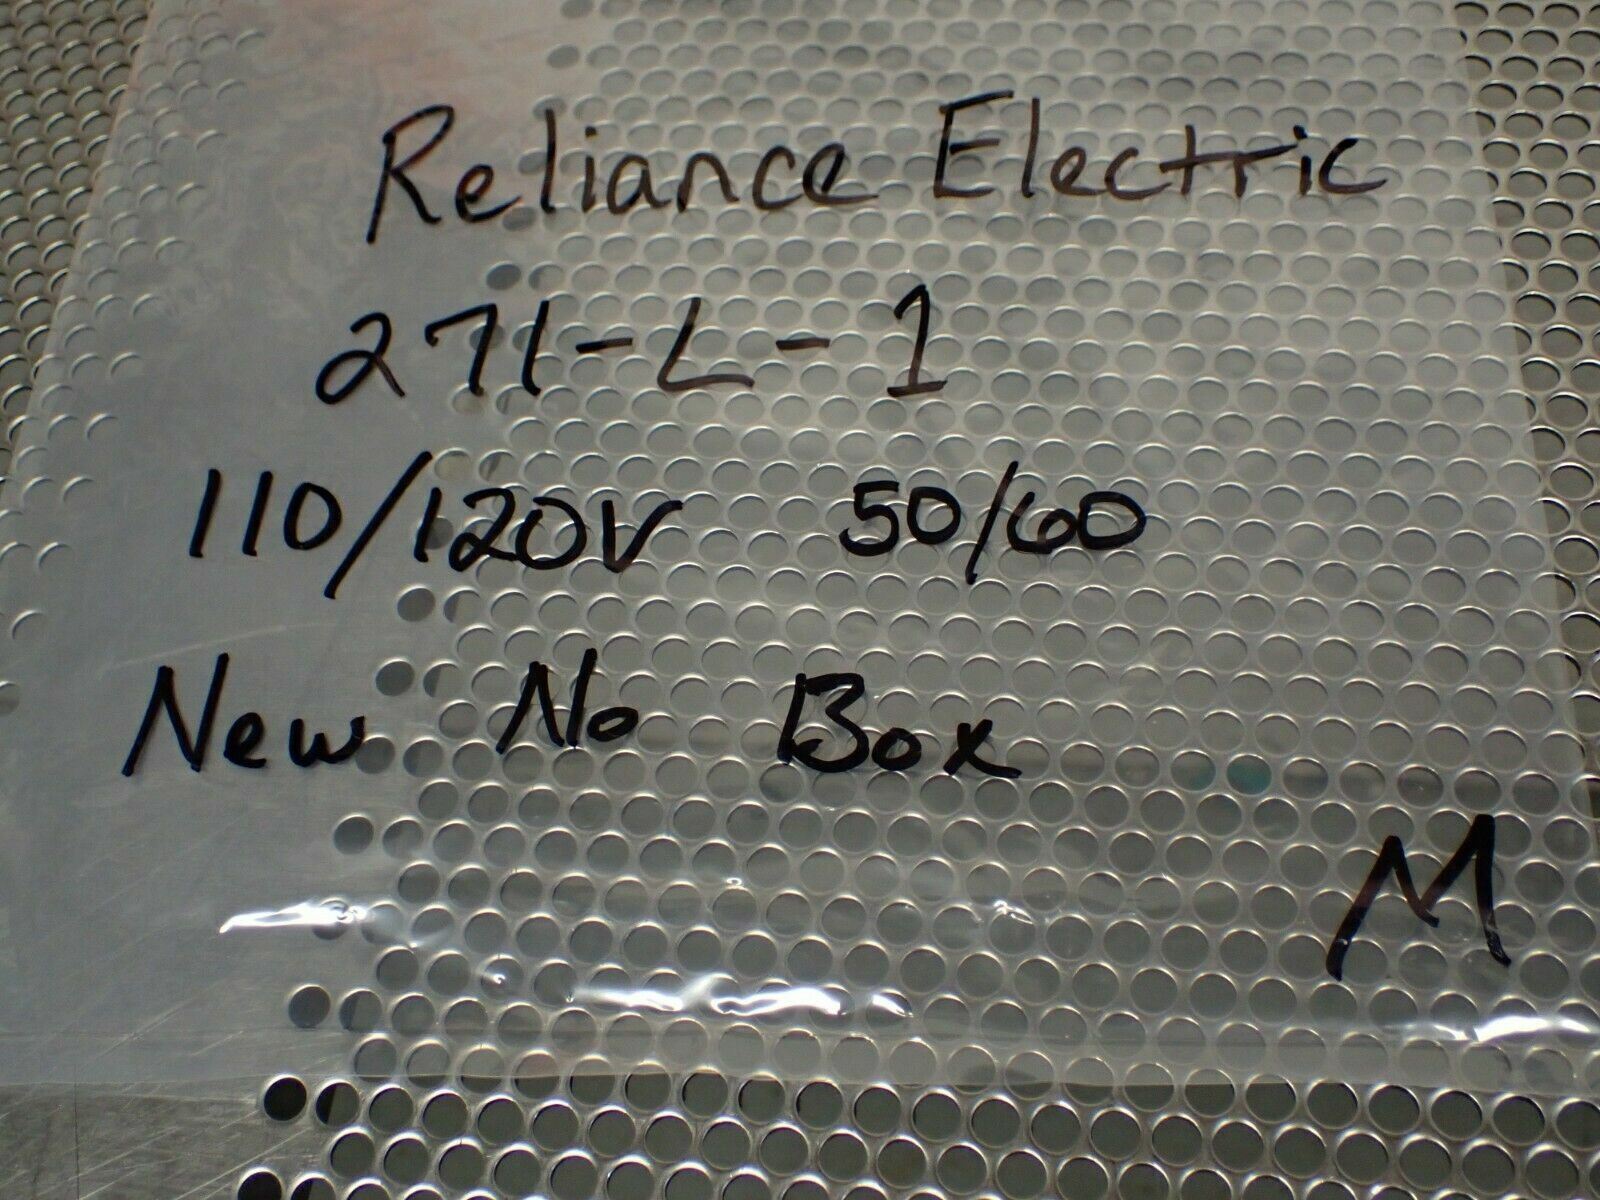 Reliance Electric
271-L-1
110/120V 50/60
New No Box
M